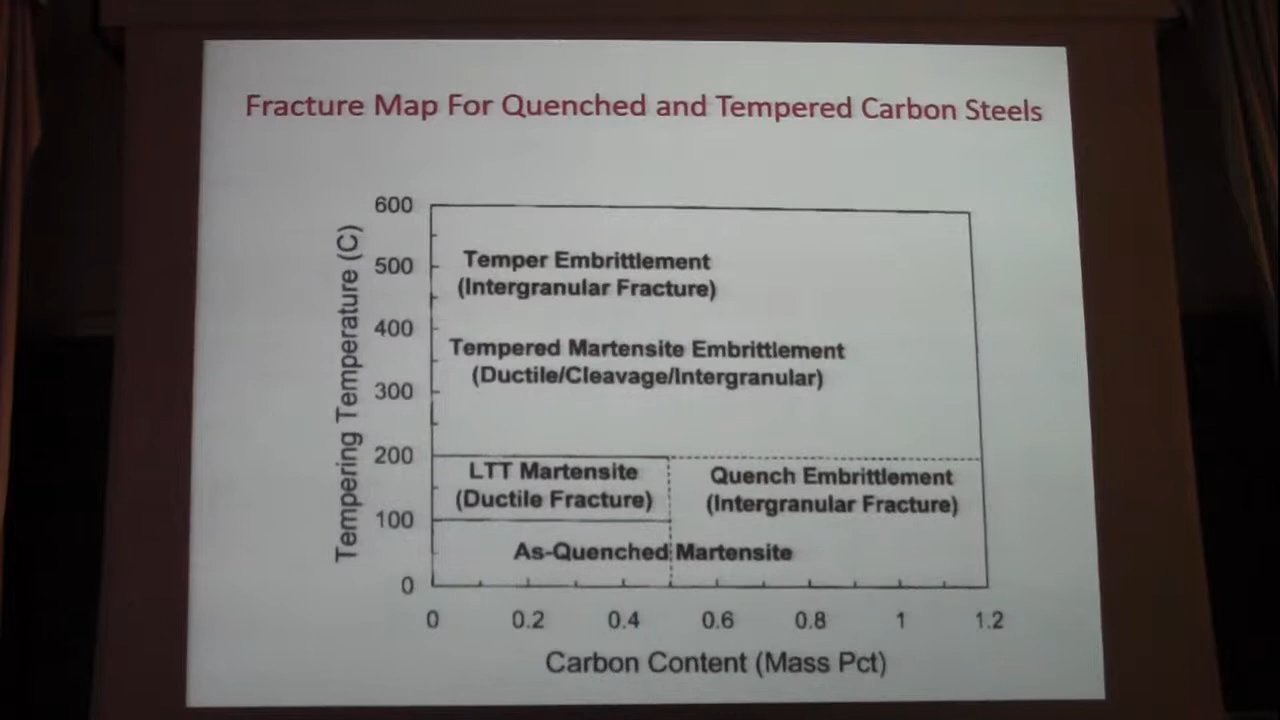 Fracture Map For Quenched and Tempered Carbon Steels
600
500
400
300
200
100
0
Tempering Temperature (C)
Temper Embrittlement
(Intergranular Fracture)
Tempered Martensite Embrittlement
(Ductile/Cleavage/Intergranular)
LTT Martensite
(Ductile Fracture)
Quench Embrittlement
(Intergranular Fracture)
As-Quenched Martensite
0 0.2 0.4 0.6 0.8 1 1.2
Carbon Content (Mass Pct)